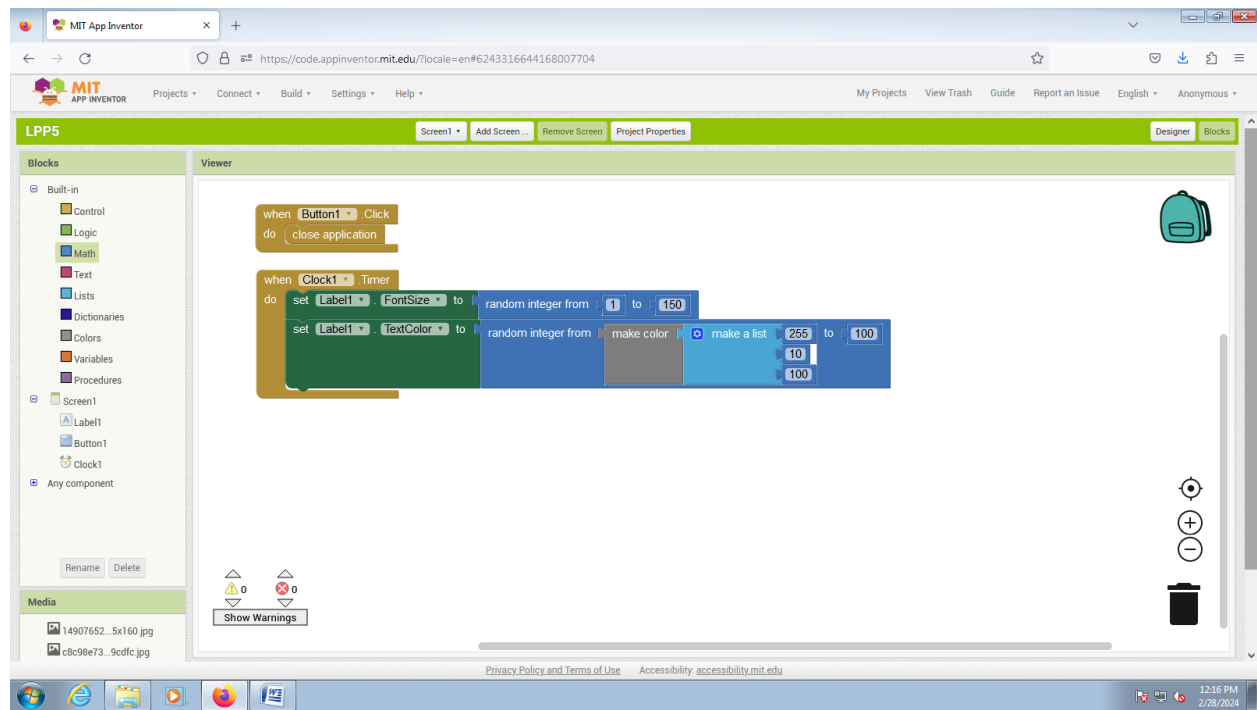 MIT App Inventor
https://code.appinventor.mit.edu/?locale=en#6243316644168007704
MIT
APP INVENTOR
Projects
Connect
Build
Settings
Help
My Projects
View Trash
Guide
Report an Issue
English
Anonymous
LPP5
Screen1
Add Screen ...
Remove Screen
Project Properties
Designer
Blocks
Blocks
Viewer
Built-in
Control
Logic
Math
Text
Lists
Dictionaries
Colors
Variables
Procedures
Screen1
Label1
Button1
Clock1
Any component
Rename
Delete
Media
14907652...5x160.jpg
c8c98e73...9cdfc.jpg
when Button1 .Click
do close application
when Clock1 .Timer
do set Label1 . FontSize to random integer from 1 to 150
set Label1 . TextColor to random integer from make color make a list 255 to 100
10
100
0
0
Show Warnings
Privacy Policy and Terms of Use
Accessibility: accessibility.mit.edu
12:16 PM
2/28/2024